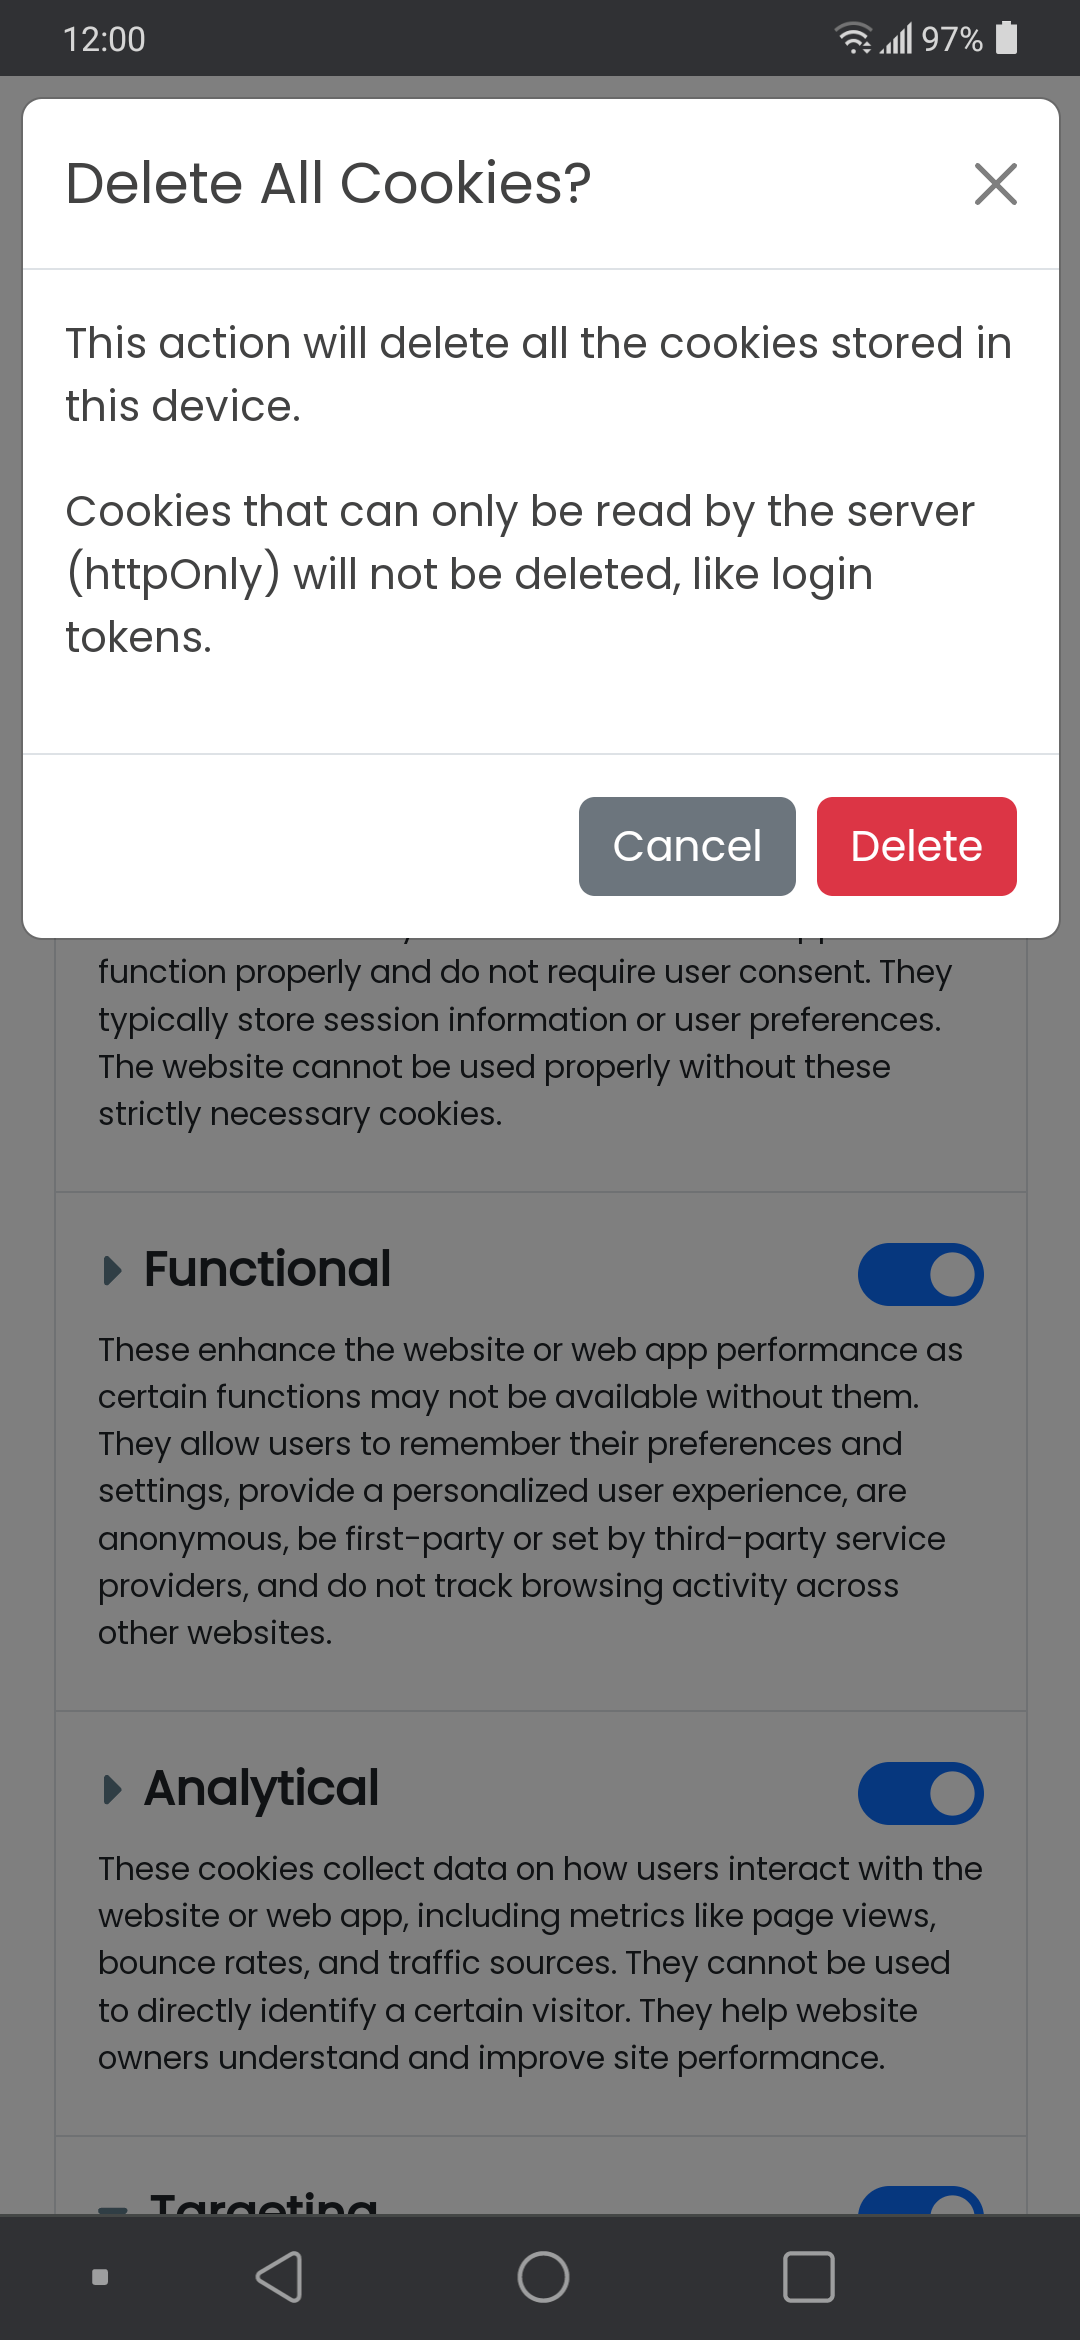 12:00
97%
Delete All Cookies?
This action will delete all the cookies stored in
this device.
Cookies that can only be read by the server
(httpOnly) will not be deleted, like login
tokens.
Cancel
Delete
function properly and do not require user consent. They
typically store session information or user preferences.
The website cannot be used properly without these
strictly necessary cookies.
Functional
These enhance the website or web app performance as
certain functions may not be available without them.
They allow users to remember their preferences and
settings, provide a personalized user experience, are
anonymous, be first-party or set by third-party service
providers, and do not track browsing activity across
other websites.
Analytical
These cookies collect data on how users interact with the
website or web app, including metrics like page views,
bounce rates, and traffic sources. They cannot be used
to directly identify a certain visitor. They help website
owners understand and improve site performance.
Targeting